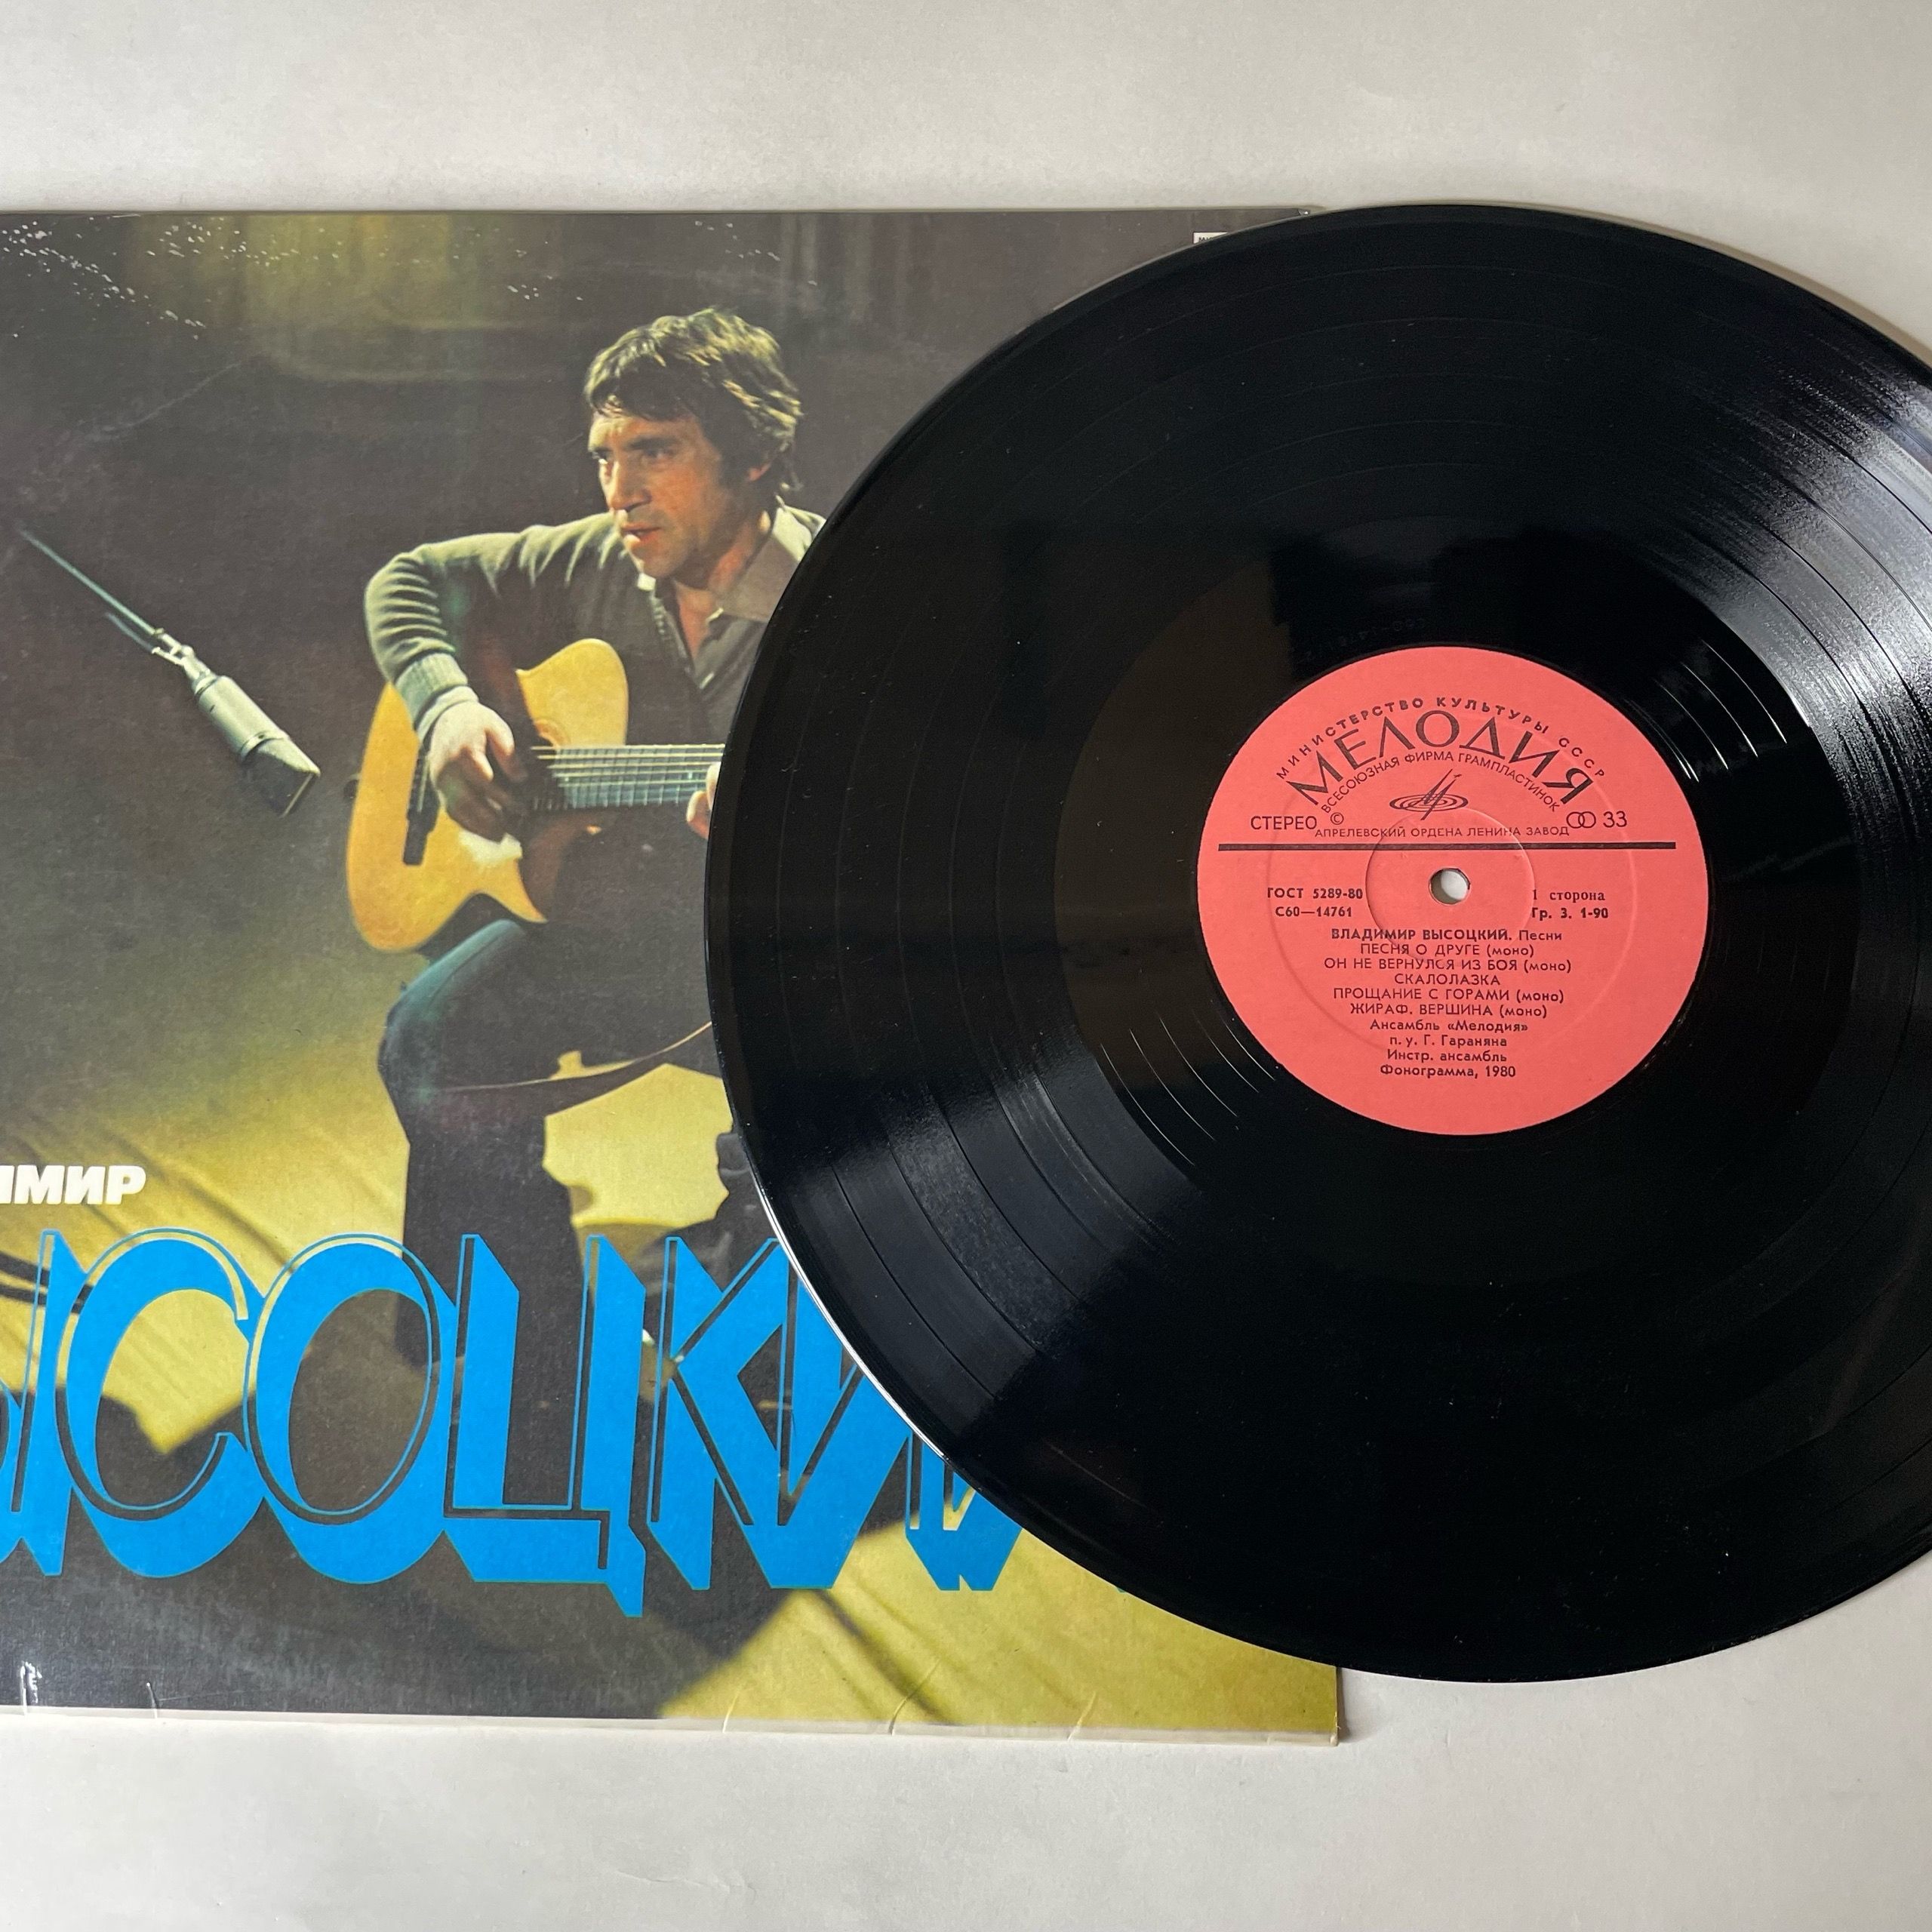 ИМИР
ЫСОЦКИ
МИНИСТЕРСТВО КУЛЬТУРЫ СССР
МЕЛОДИЯ
ВСЕСОЮЗНАЯ ФИРМА ГРАМПЛАСТИНОК
СТЕРЕО © 33
АПРЕЛЕВСКИЙ ОРДЕНА ЛЕНИНА ЗАВОД
ГОСТ 5289-80 1 сторона
С60—14761 Гр. 3. 1-90
ВЛАДИМИР ВЫСОЦКИЙ. Песни
ПЕСНЯ О ДРУГЕ (моно)
ОН НЕ ВЕРНУЛСЯ ИЗ БОЯ (моно)
СКАЛОЛАЗКА
ПРОЩАНИЕ С ГОРАМИ (моно)
ЖИРАФ. ВЕРШИНА (моно)
Ансамбль «Мелодия»
п. у. Г. Гараняна
Инстр. ансамбль
Фонограмма, 1980